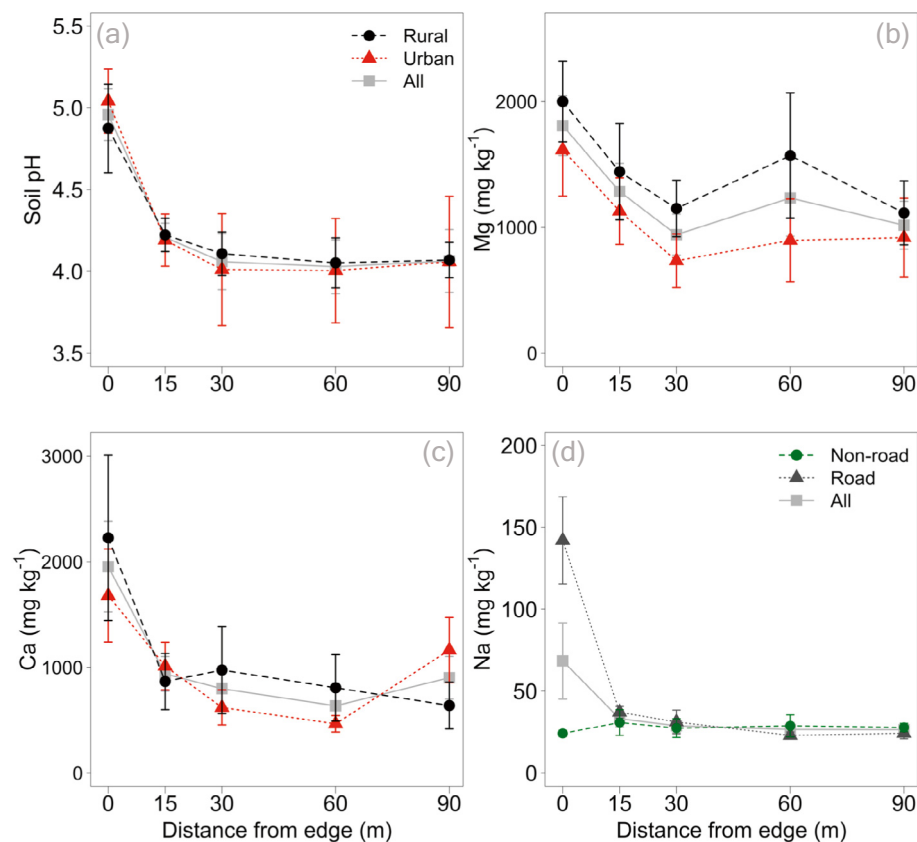 (a)
Rural
Urban
All
5.5
5.0
4.5
4.0
3.5
Soil pH
0 15 30 60 90
(b)
2000
1000
0
Mg (mg kg⁻¹)
0 15 30 60 90
(c)
3000
2000
1000
0
Ca (mg kg⁻¹)
0 15 30 60 90
Distance from edge (m)
(d)
Non-road
Road
All
200
150
100
50
0
Na (mg kg⁻¹)
0 15 30 60 90
Distance from edge (m)